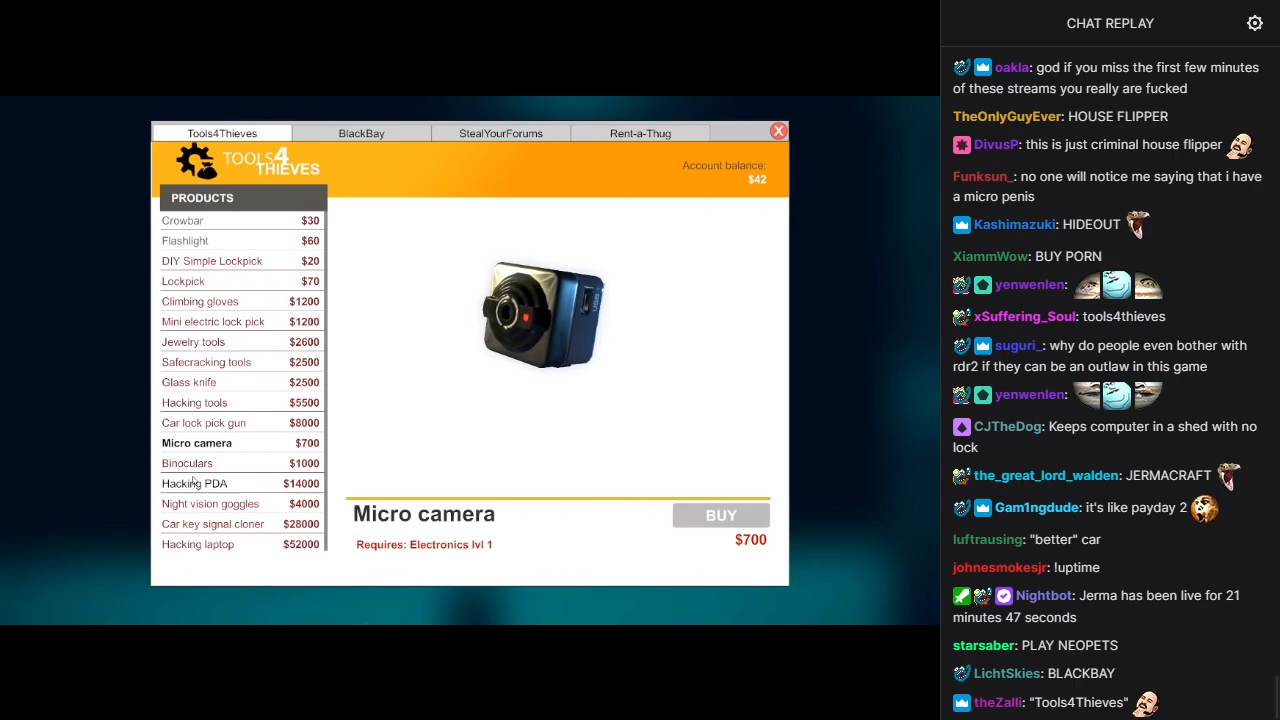 Tools4Thieves BlackBay StealYourForums Rent-a-Thug X
TOOLS4
THIEVES
Account balance:
$42
PRODUCTS
Crowbar $30
Flashlight $60
DIY Simple Lockpick $20
Lockpick $70
Climbing gloves $1200
Mini electric lock pick $1200
Jewelry tools $2600
Safecracking tools $2500
Glass knife $2500
Hacking tools $5500
Car lock pick gun $8000
Micro camera $700
Binoculars $1000
Hacking PDA $14000
Night vision goggles $4000
Car key signal cloner $28000
Hacking laptop $52000
USB
Micro camera
BUY
$700
Requires: Electronics lvl 1
CHAT REPLAY
oakla: god if you miss the first few minutes
of these streams you really are fucked
TheOnlyGuyEver: HOUSE FLIPPER
DivusP: this is just criminal house flipper
Funksun_: no one will notice me saying that i have
a micro penis
Kashimazuki: HIDEOUT
XiammWow: BUY PORN
yenwenlen:
xSuffering_Soul: tools4thieves
suguri_: why do people even bother with
rdr2 if they can be an outlaw in this game
yenwenlen:
CJTheDog: Keeps computer in a shed with no
lock
the_great_lord_walden: JERMACRAFT
Gam1ngdude: it's like payday 2
luftrausing: "better" car
johnesmokesjr: !uptime
Nightbot: Jerma has been live for 21
minutes 47 seconds
starsaber: PLAY NEOPETS
LichtSkies: BLACKBAY
theZalli: "Tools4Thieves"